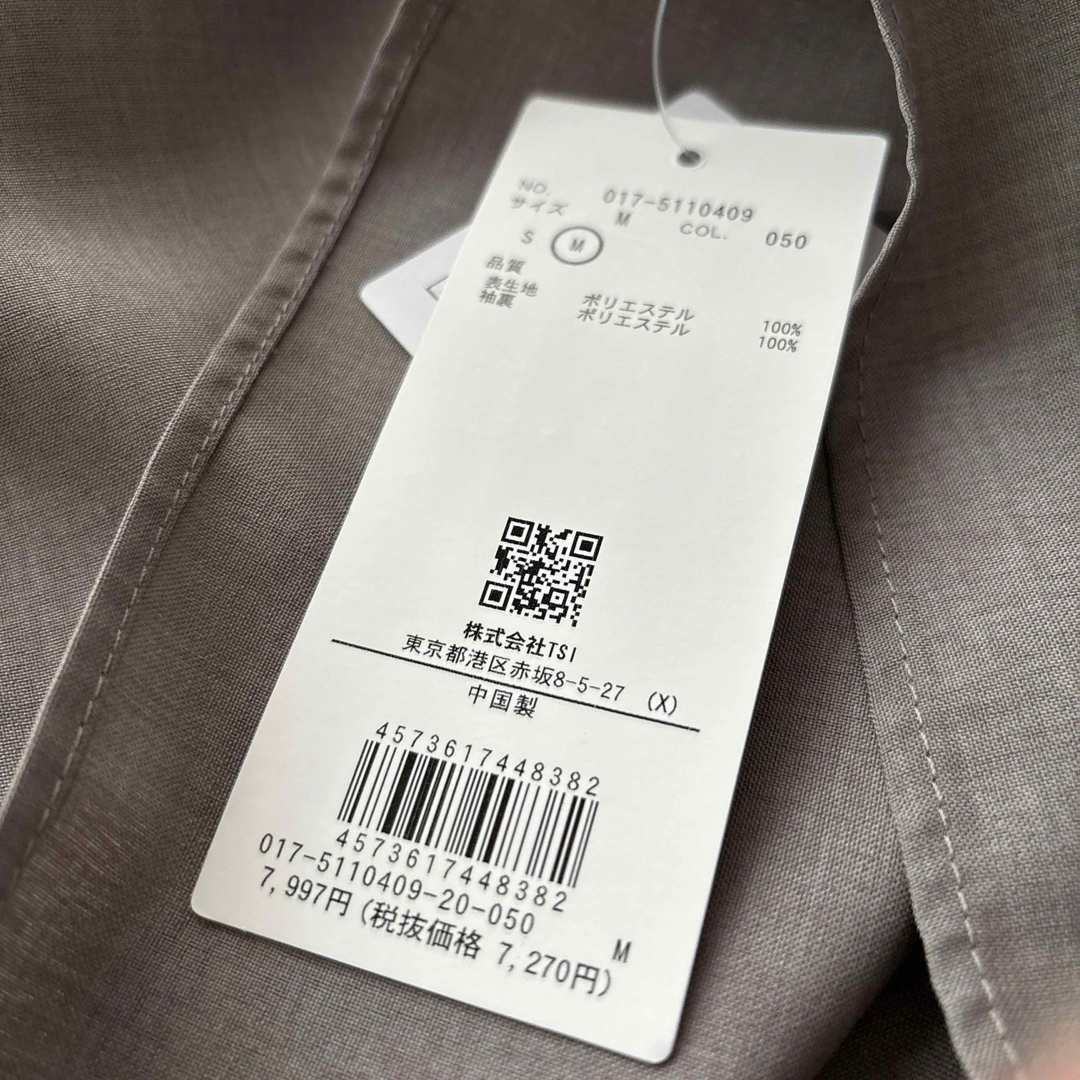 NO. 017-5110409
サイズ M COL. 050
S M
品質
表生地 ポリエステル 100%
袖裏 ポリエステル 100%
株式会社TSI
東京都港区赤坂8-5-27 (X)
中国製
4573617448382
4573617448382
017-5110409-20-050 M
7,997円(税抜価格 7,270円)